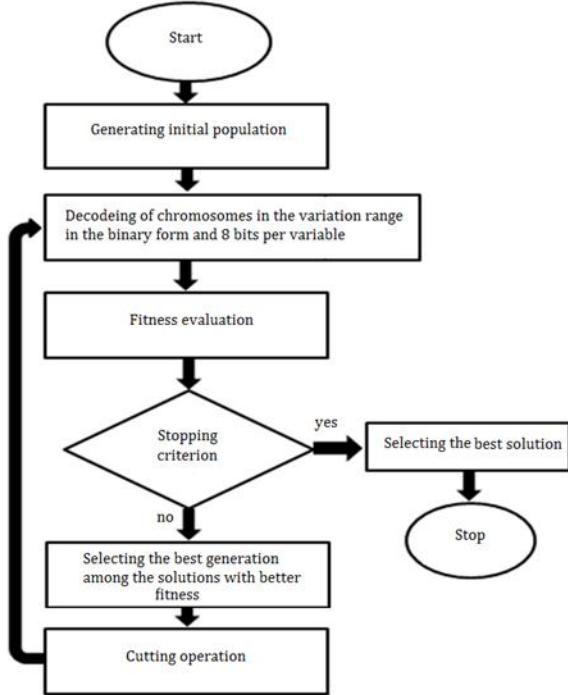 Start
Generating initial population
Decodeing of chromosomes in the variation range
in the binary form and 8 bits per variable
Fitness evaluation
Stopping
criterion
yes
Selecting the best solution
Stop
no
Selecting the best generation
among the solutions with better
fitness
Cutting operation